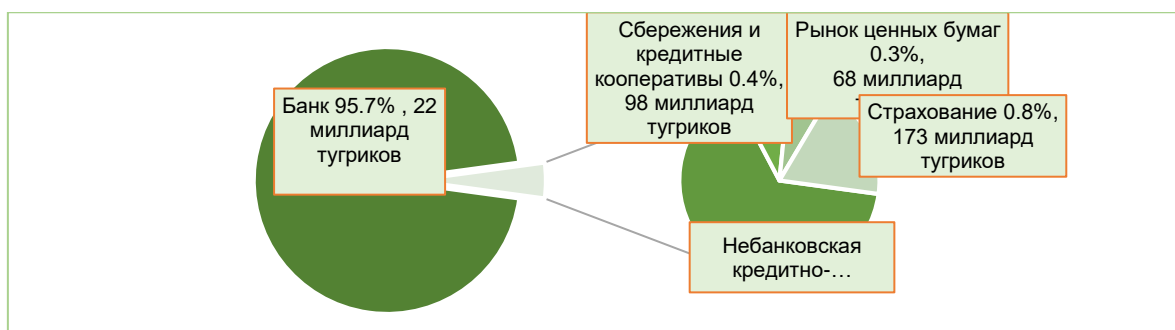 Банк 95.7% , 22
миллиард
тугриков
Сбережения и
кредитные
кооперативы 0.4%,
98 миллиард
тугриков
Рынок ценных бумаг
0.3%,
68 миллиард
Страхование 0.8%,
173 миллиард
тугриков
Небанковская
кредитно-…